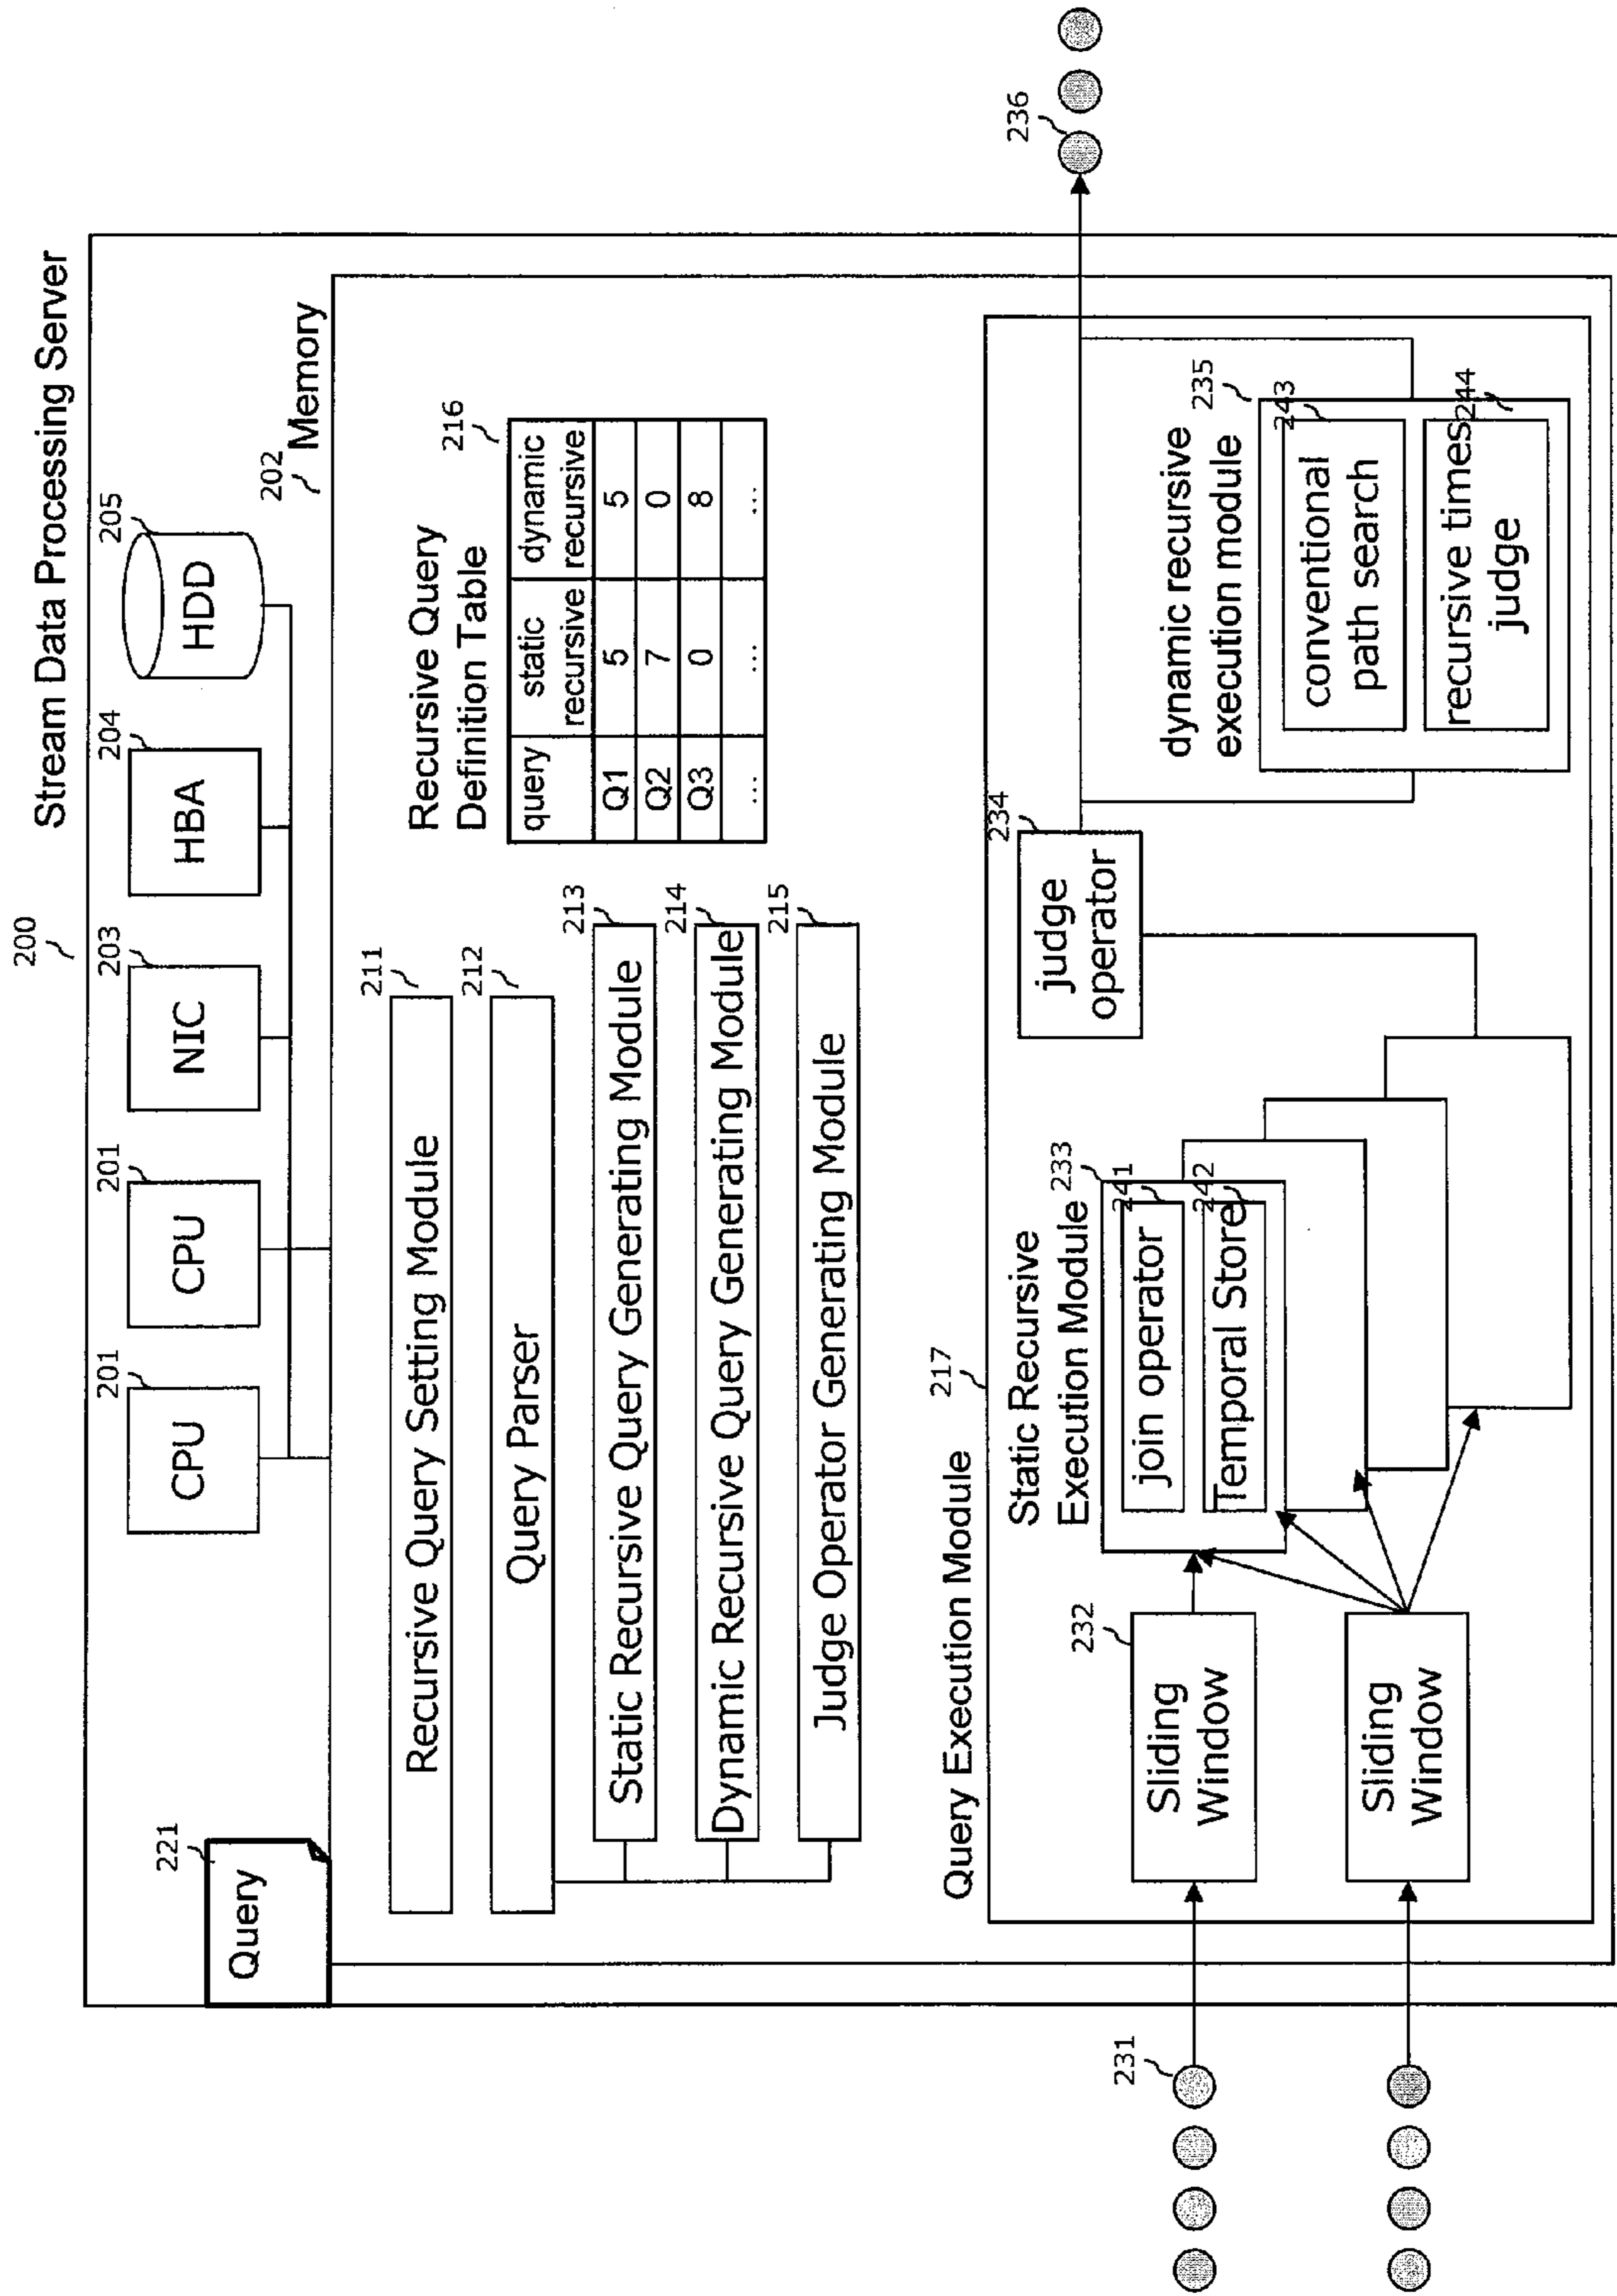 Stream Data Processing Server
200
221
Query
201
CPU
201
CPU
203
NIC
204
HBA
205
HDD
202
Memory
211
Recursive Query Setting Module
212
Query Parser
213
Static Recursive Query Generating Module
214
Dynamic Recursive Query Generating Module
215
Judge Operator Generating Module
Recursive Query
Definition Table
216
query static recursive dynamic recursive
Q1 5 5
Q2 7 0
Q3 0 8
... ... ...
Query Execution Module
217
231
232
Sliding
Window
Sliding
Window
Static Recursive
Execution Module
233
241
join operator
242
Temporal Store
234
judge
operator
dynamic recursive
execution module
235
243
conventional
path search
244
recursive times
judge
236